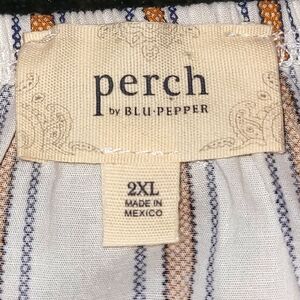 perch
by BLU·PEPPER
2XL
MADE IN
MEXICO